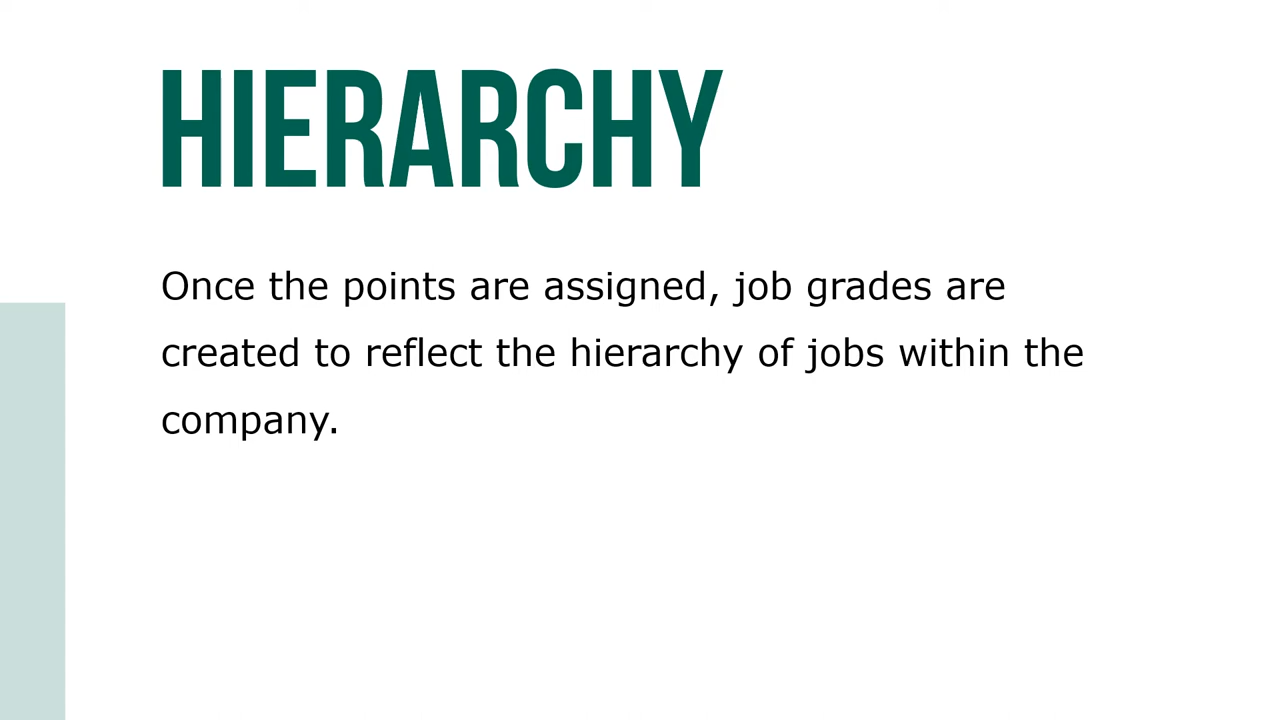 HIERARCHY
Once the points are assigned, job grades are
created to reflect the hierarchy of jobs within the
company.